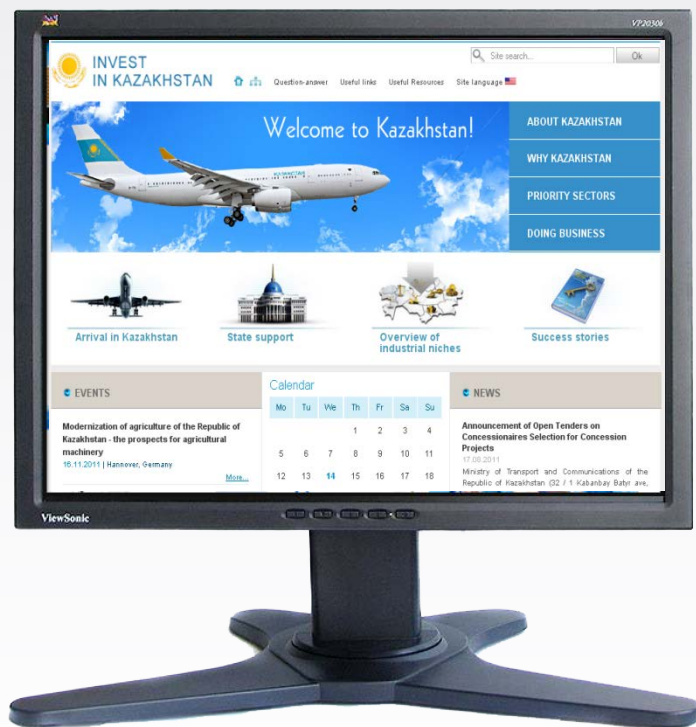 VP2030b
INVEST
IN KAZAKHSTAN
Question-answer Useful links Useful Resources Site language
Site search... Ok
Welcome to Kazakhstan!
ABOUT KAZAKHSTAN
WHY KAZAKHSTAN
PRIORITY SECTORS
DOING BUSINESS
Arrival in Kazakhstan
State support
Overview of
industrial niches
Success stories
EVENTS
Modernization of agriculture of the Republic of
Kazakhstan - the prospects for agricultural
machinery
16.11.2011 | Hannover, Germany
More...
Calendar
Mo Tu We Th Fr Sa Su
1 2 3 4
5 6 7 8 9 10 11
12 13 14 15 16 17 18
NEWS
Announcement of Open Tenders on
Concessionaires Selection for Concession
Projects
17.08.2011
Ministry of Transport and Communications of the
Republic of Kazakhstan (32 / 1 Kabanbay Batyr ave,
ViewSonic